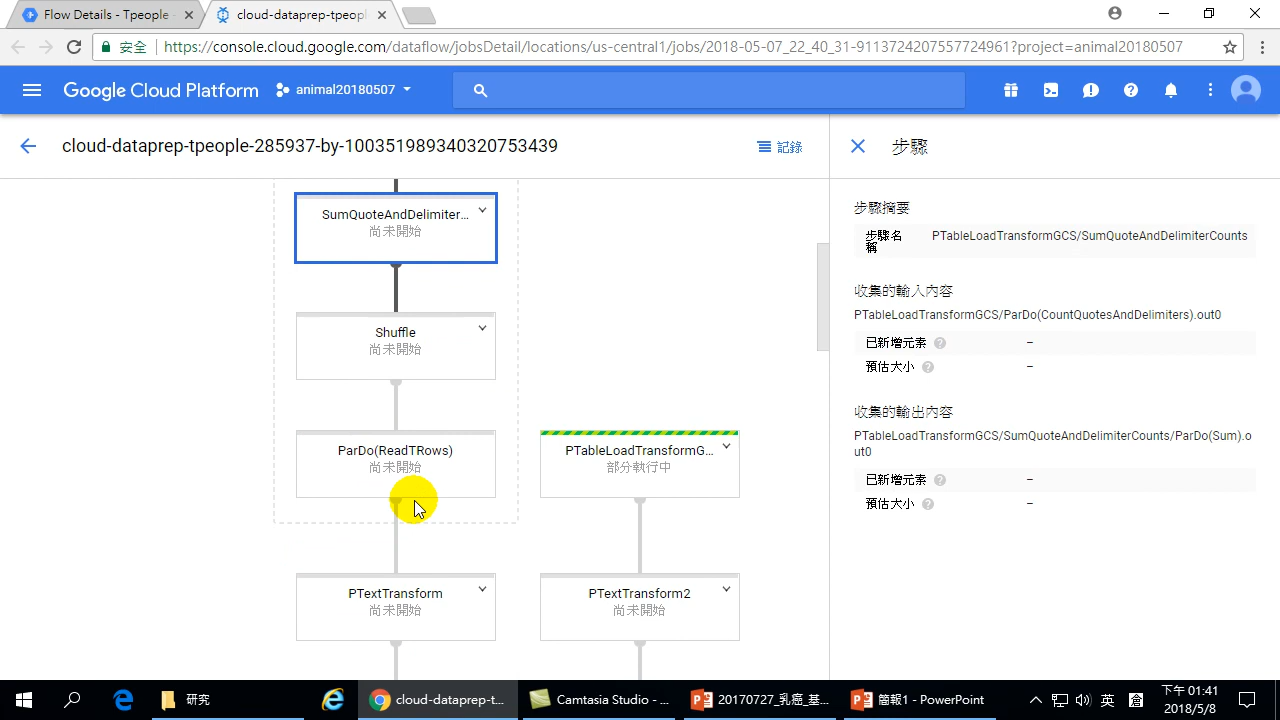 Flow Details - Tpeople -
cloud-dataprep-tpeopl
安全
https://console.cloud.google.com/dataflow/jobsDetail/locations/us-central1/jobs/2018-05-07_22_40_31-9113724207557724961?project=animal20180507
Google Cloud Platform
animal20180507
cloud-dataprep-tpeople-285937-by-100351989340320753439
記錄
步驟
SumQuoteAndDelimiter...
尚未開始
Shuffle
尚未開始
ParDo(ReadTRows)
尚未開始
PTableLoadTransformG...
部分執行中
PTextTransform
尚未開始
PTextTransform2
尚未開始
步驟摘要
步驟名稱
PTableLoadTransformGCS/SumQuoteAndDelimiterCounts
收集的輸入內容
PTableLoadTransformGCS/ParDo(CountQuotesAndDelimiters).out0
已新增元素 –
預估大小 –
收集的輸出內容
PTableLoadTransformGCS/SumQuoteAndDelimiterCounts/ParDo(Sum).o
ut0
已新增元素 –
預估大小 –
研究
cloud-dataprep-t...
Camtasia Studio - ...
20170727_乳癌_基...
簡報1 - PowerPoint
英
下午 01:41
2018/5/8